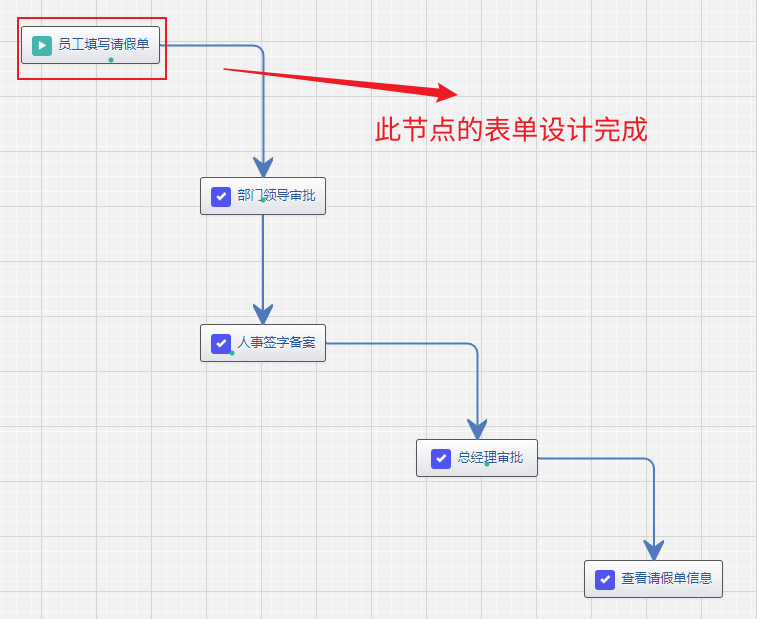 员工填写请假单
此节点的表单设计完成
部门领导审批
人事签字备案
总经理审批
查看请假单信息